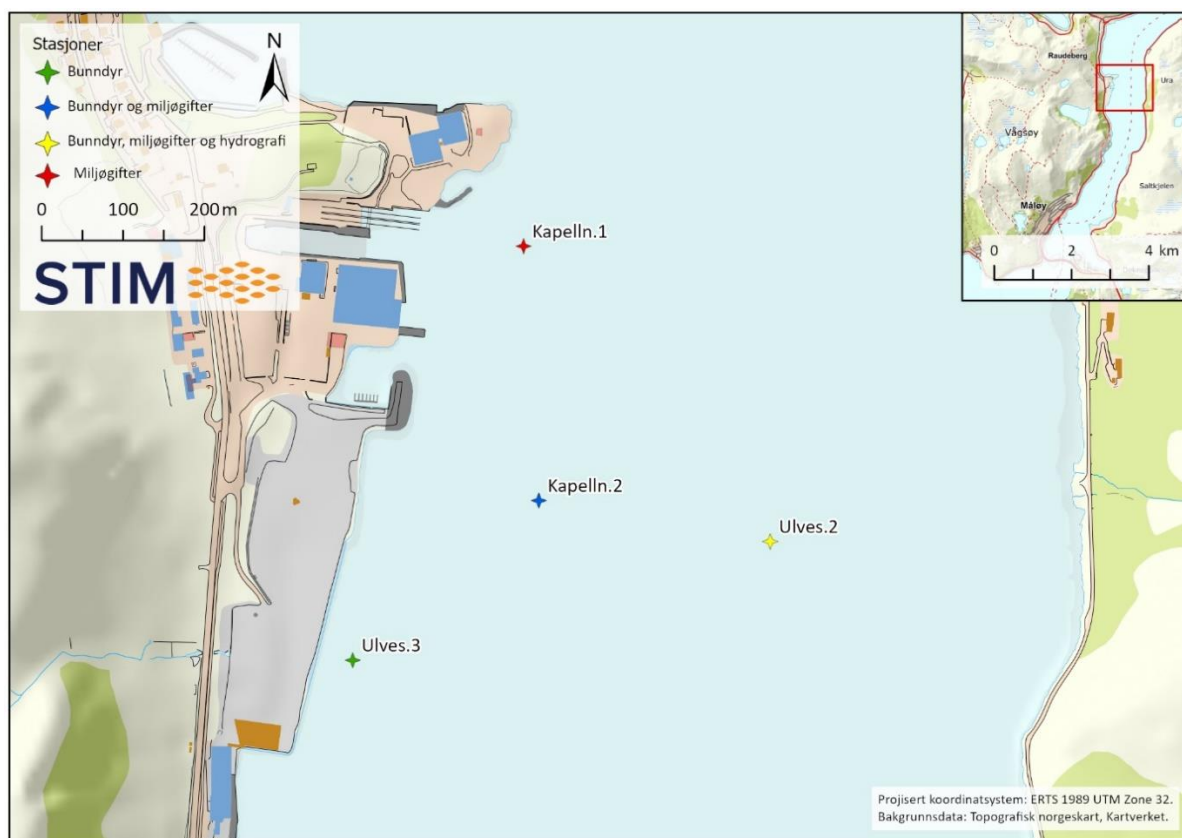 Stasjoner
N
Bunndyr
Bunndyr og miljøgifter
Bunndyr, miljøgifter og hydrografi
Miljøgifter
0 100 200 m
STIM
Raudeberg
Ura
Vågsøy
Saltkjelen
Måløy
0 2 4 km
Kapelln.1
Kapelln.2
Ulves.2
Ulves.3
Projisert koordinatsystem: ERTS 1989 UTM Zone 32.
Bakgrunnsdata: Topografisk norgeskart, Kartverket.